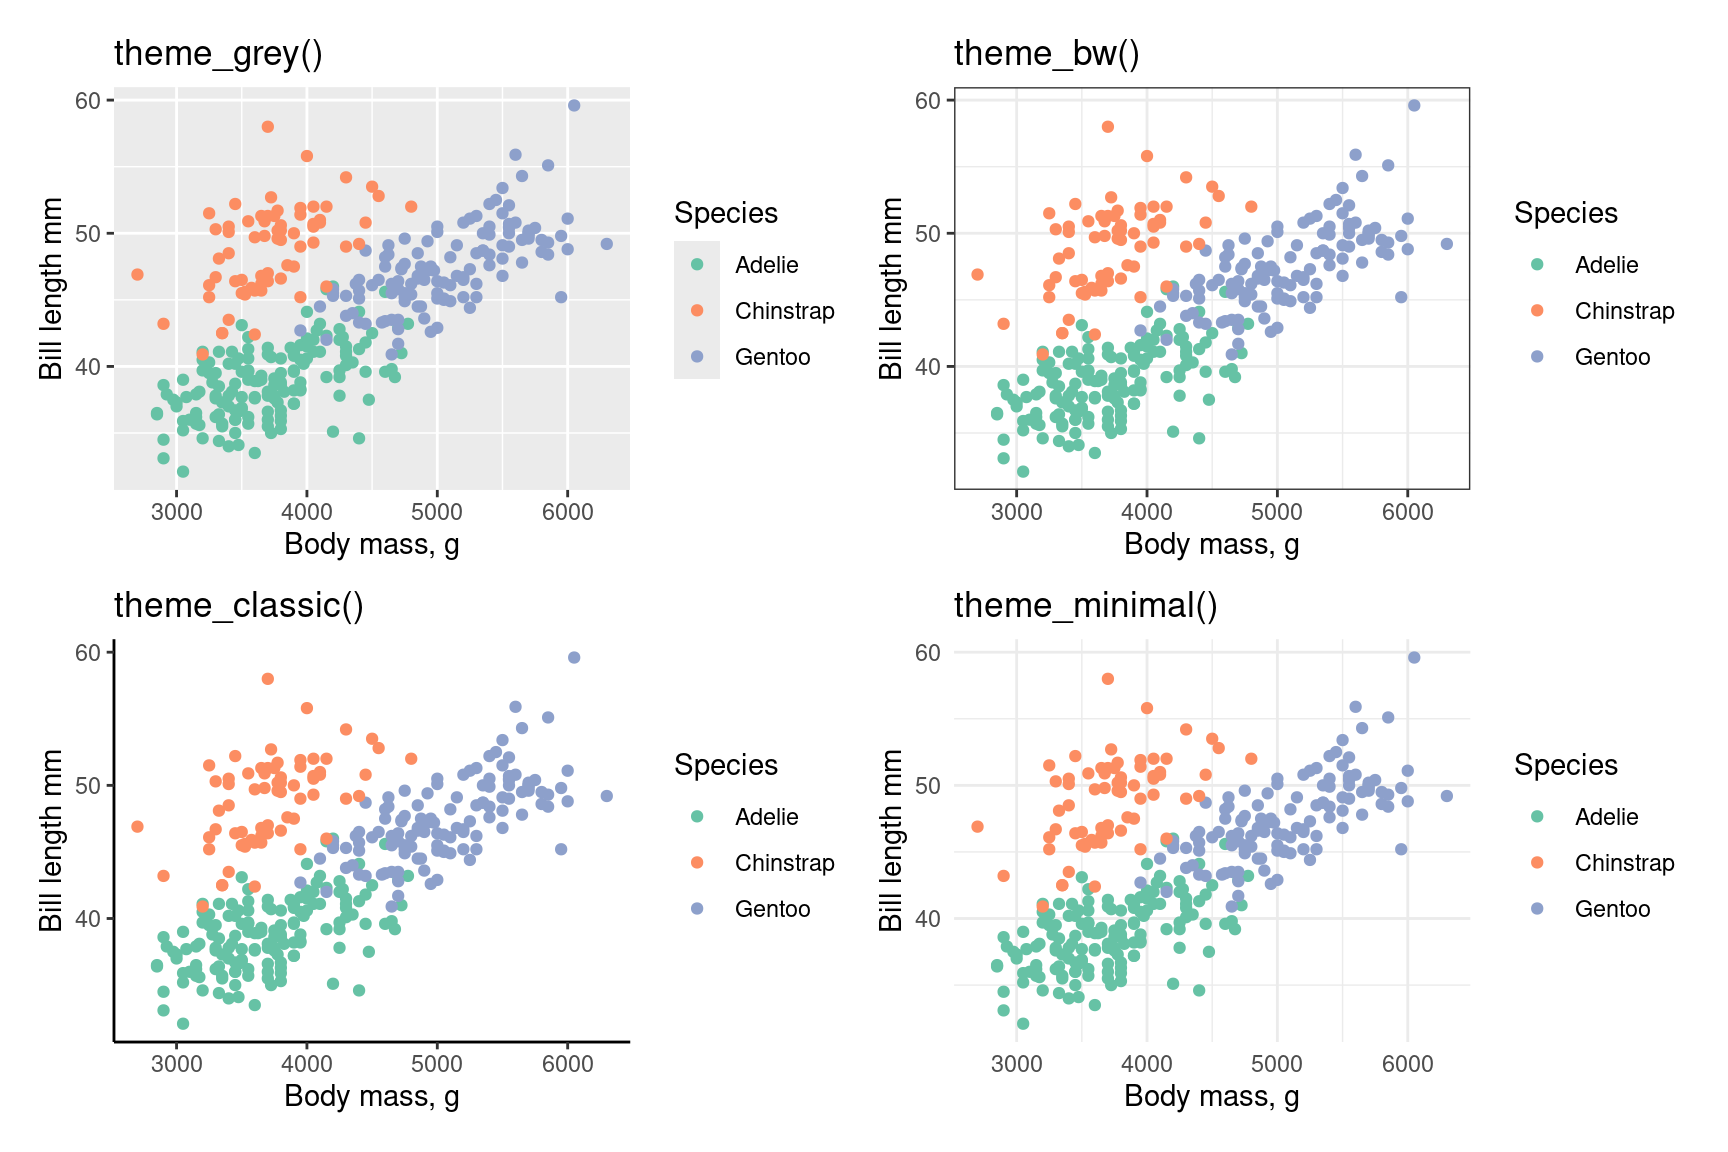 theme_grey()
60
50
40
Bill length mm
3000 4000 5000 6000
Body mass, g
Species
Adelie
Chinstrap
Gentoo
theme_bw()
60
50
40
Bill length mm
3000 4000 5000 6000
Body mass, g
Species
Adelie
Chinstrap
Gentoo
theme_classic()
60
50
40
Bill length mm
3000 4000 5000 6000
Body mass, g
Species
Adelie
Chinstrap
Gentoo
theme_minimal()
60
50
40
Bill length mm
3000 4000 5000 6000
Body mass, g
Species
Adelie
Chinstrap
Gentoo